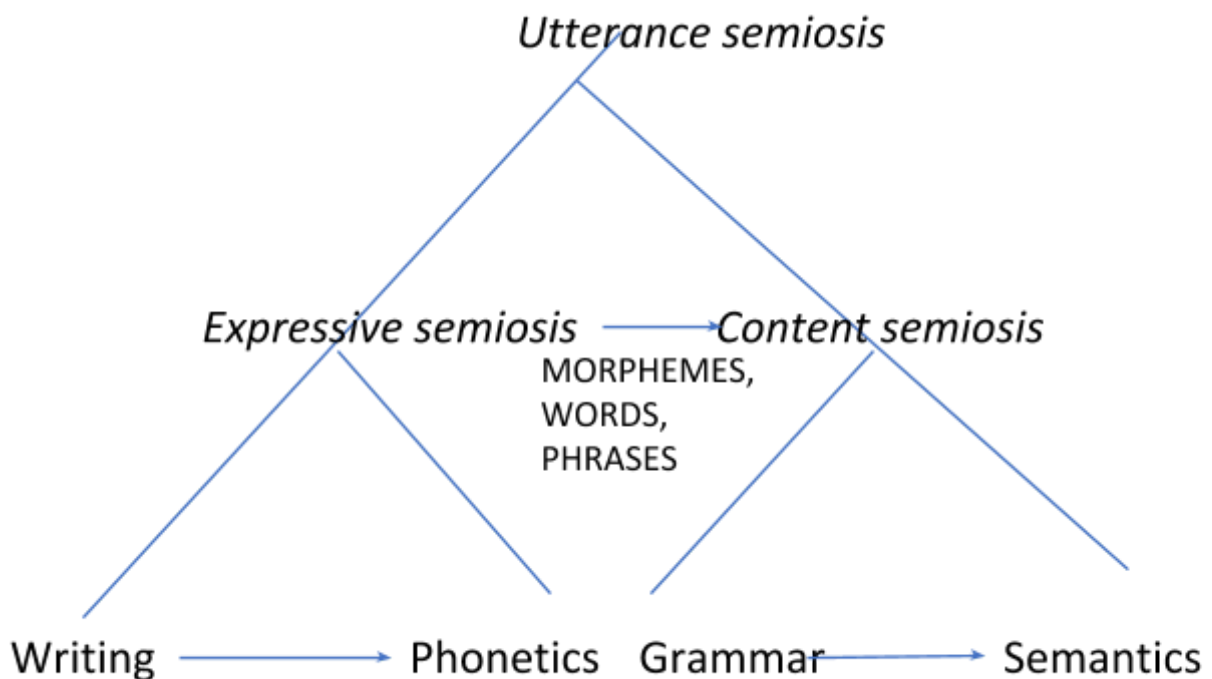 Utterance semiosis
Expressive semiosis
Content semiosis
MORPHEMES,
WORDS,
PHRASES
Writing
Phonetics
Grammar
Semantics